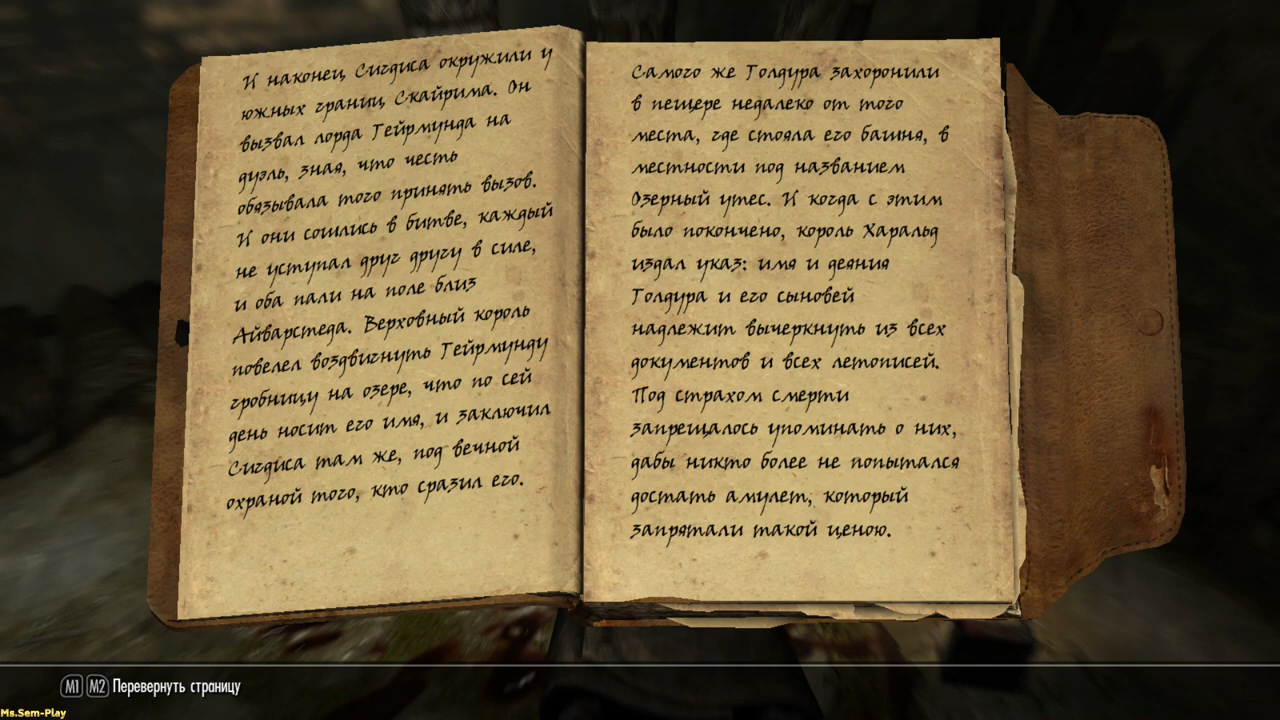 И наконец Сигдиса окружили у
южных границ Скайрима. Он
вызвал лорда Гейрмунда на
дуэль, зная, что честь
обязывала того принять вызов.
И они сошлись в битве, каждый
не уступал друг другу в силе,
и оба пали на поле близ
Айварстеда. Верховный король
повелел воздвигнуть Гейрмунду
гробницу на озере, что по сей
день носит его имя, и заключил
Сигдиса там же, под вечной
охраной того, кто сразил его.
Самого же Голдура захоронили
в пещере недалеко от того
места, где стояла его башня, в
местности под названием
Озерный утес. И когда с этим
было покончено, король Харальд
издал указ: имя и деяния
Голдура и его сыновей
надлежит вычеркнуть из всех
документов и всех летописей.
Под страхом смерти
запрещалось упоминать о них,
дабы никто более не попытался
достать амулет, который
запрятали такой ценою.
M1 M2 Перевернуть страницу
Ms.Sem-Play